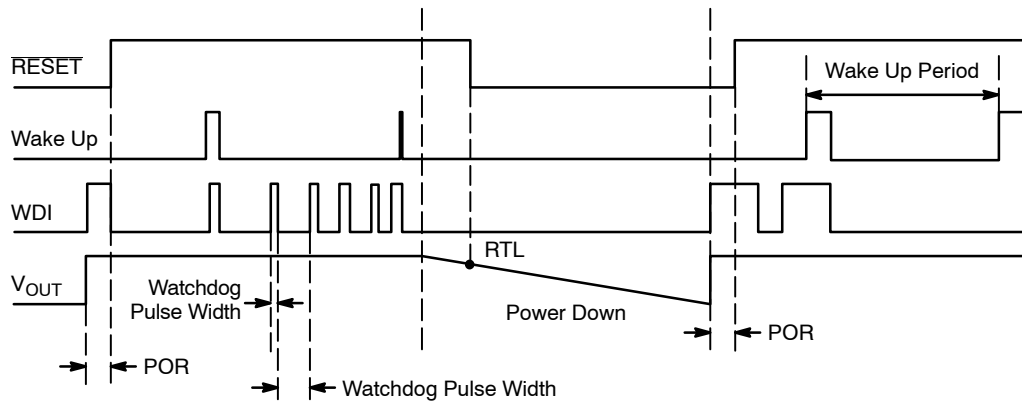 RESET
Wake Up Period
Wake Up
WDI
RTL
VOUT
Watchdog
Pulse Width
Power Down
POR
POR
Watchdog Pulse Width